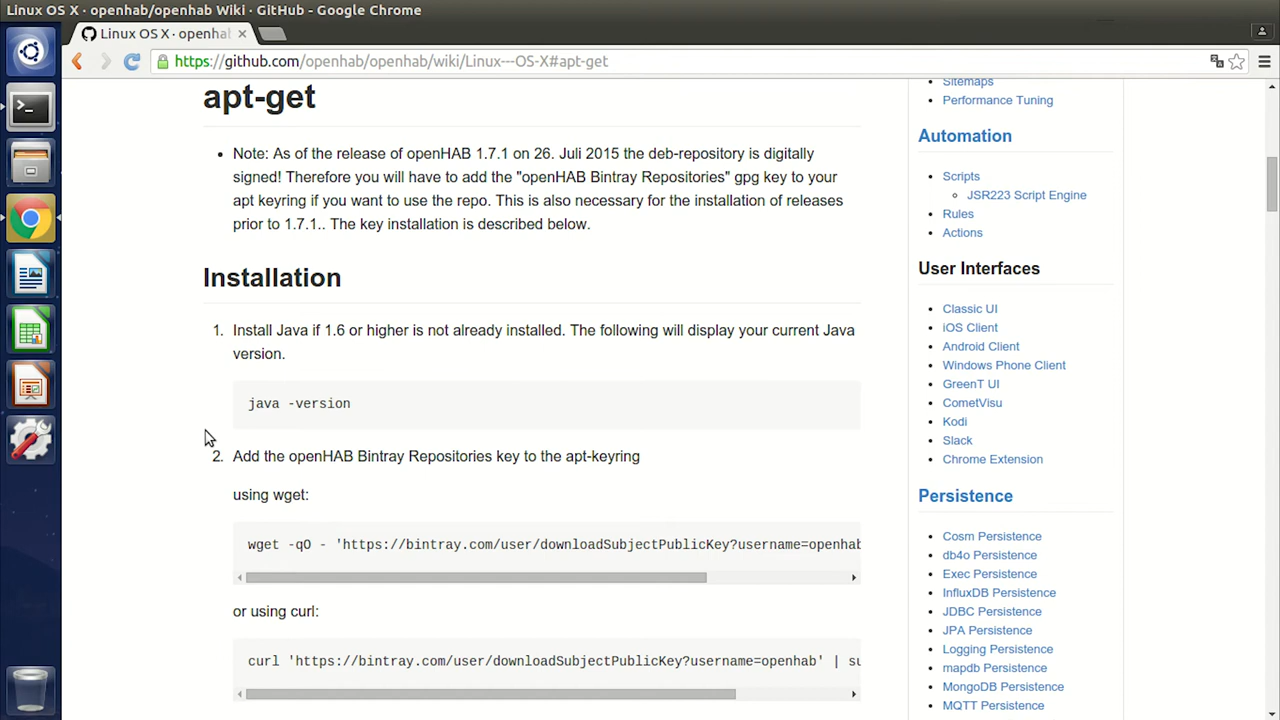 Linux OS X · openhab/openhab Wiki · GitHub - Google Chrome
Linux OS X · openhab
https://github.com/openhab/openhab/wiki/Linux---OS-X#apt-get
apt-get
Note: As of the release of openHAB 1.7.1 on 26. Juli 2015 the deb-repository is digitally
signed! Therefore you will have to add the "openHAB Bintray Repositories" gpg key to your
apt keyring if you want to use the repo. This is also necessary for the installation of releases
prior to 1.7.1.. The key installation is described below.
Installation
1. Install Java if 1.6 or higher is not already installed. The following will display your current Java
version.
java -version
2. Add the openHAB Bintray Repositories key to the apt-keyring
using wget:
wget -qO - 'https://bintray.com/user/downloadSubjectPublicKey?username=openhab
or using curl:
curl 'https://bintray.com/user/downloadSubjectPublicKey?username=openhab' | su
Sitemaps
Performance Tuning
Automation
Scripts
JSR223 Script Engine
Rules
Actions
User Interfaces
Classic UI
iOS Client
Android Client
Windows Phone Client
GreenT UI
CometVisu
Kodi
Slack
Chrome Extension
Persistence
Cosm Persistence
db4o Persistence
Exec Persistence
InfluxDB Persistence
JDBC Persistence
JPA Persistence
Logging Persistence
mapdb Persistence
MongoDB Persistence
MQTT Persistence